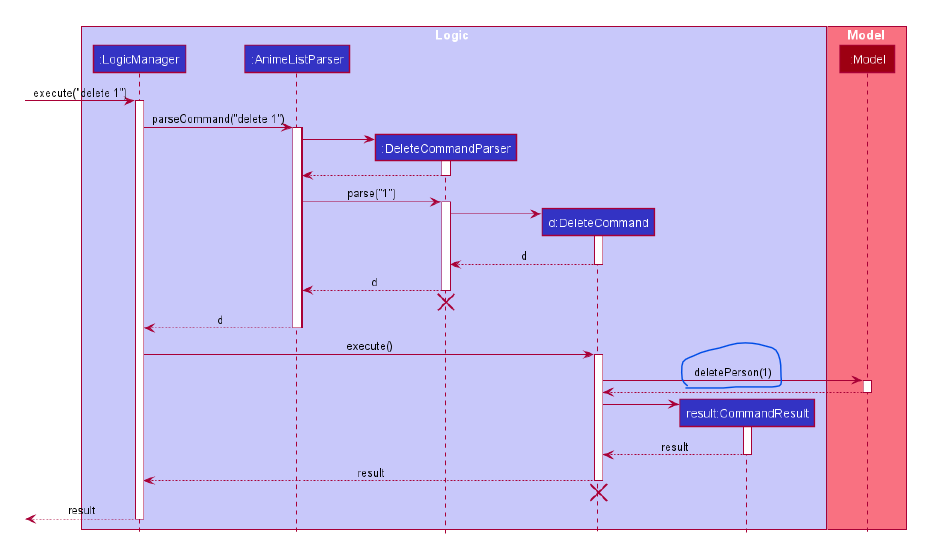 Logic
Model
:LogicManager
:AnimeListParser
:Model
execute("delete 1")
parseCommand("delete 1")
:DeleteCommandParser
parse("1")
d:DeleteCommand
d
d
d
execute()
deletePerson(1)
result:CommandResult
result
result
result